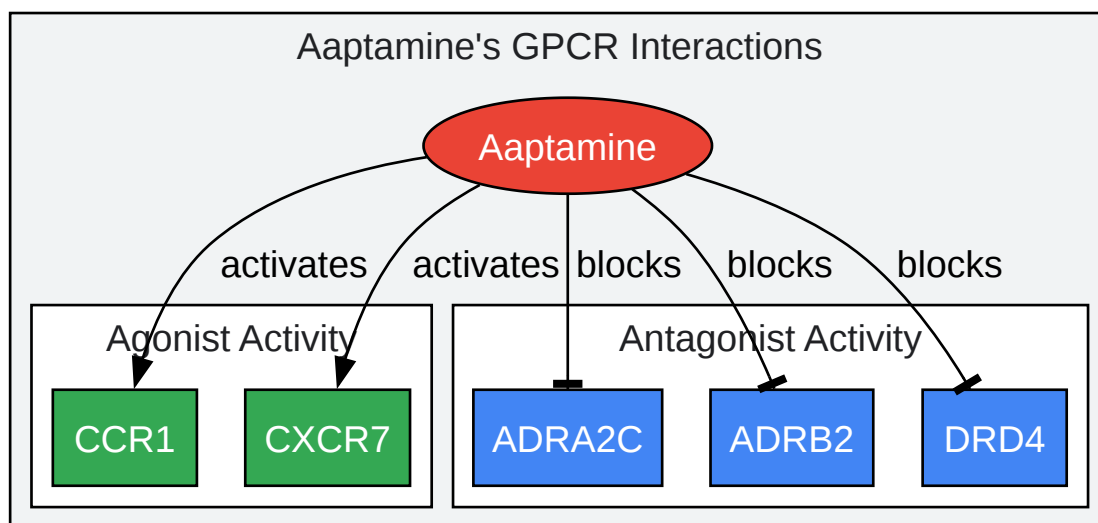 Aaptamine's GPCR Interactions
Aaptamine
activates activates blocks blocks blocks
Agonist Activity Antagonist Activity
CCR1 CXCR7 ADRA2C ADRB2 DRD4